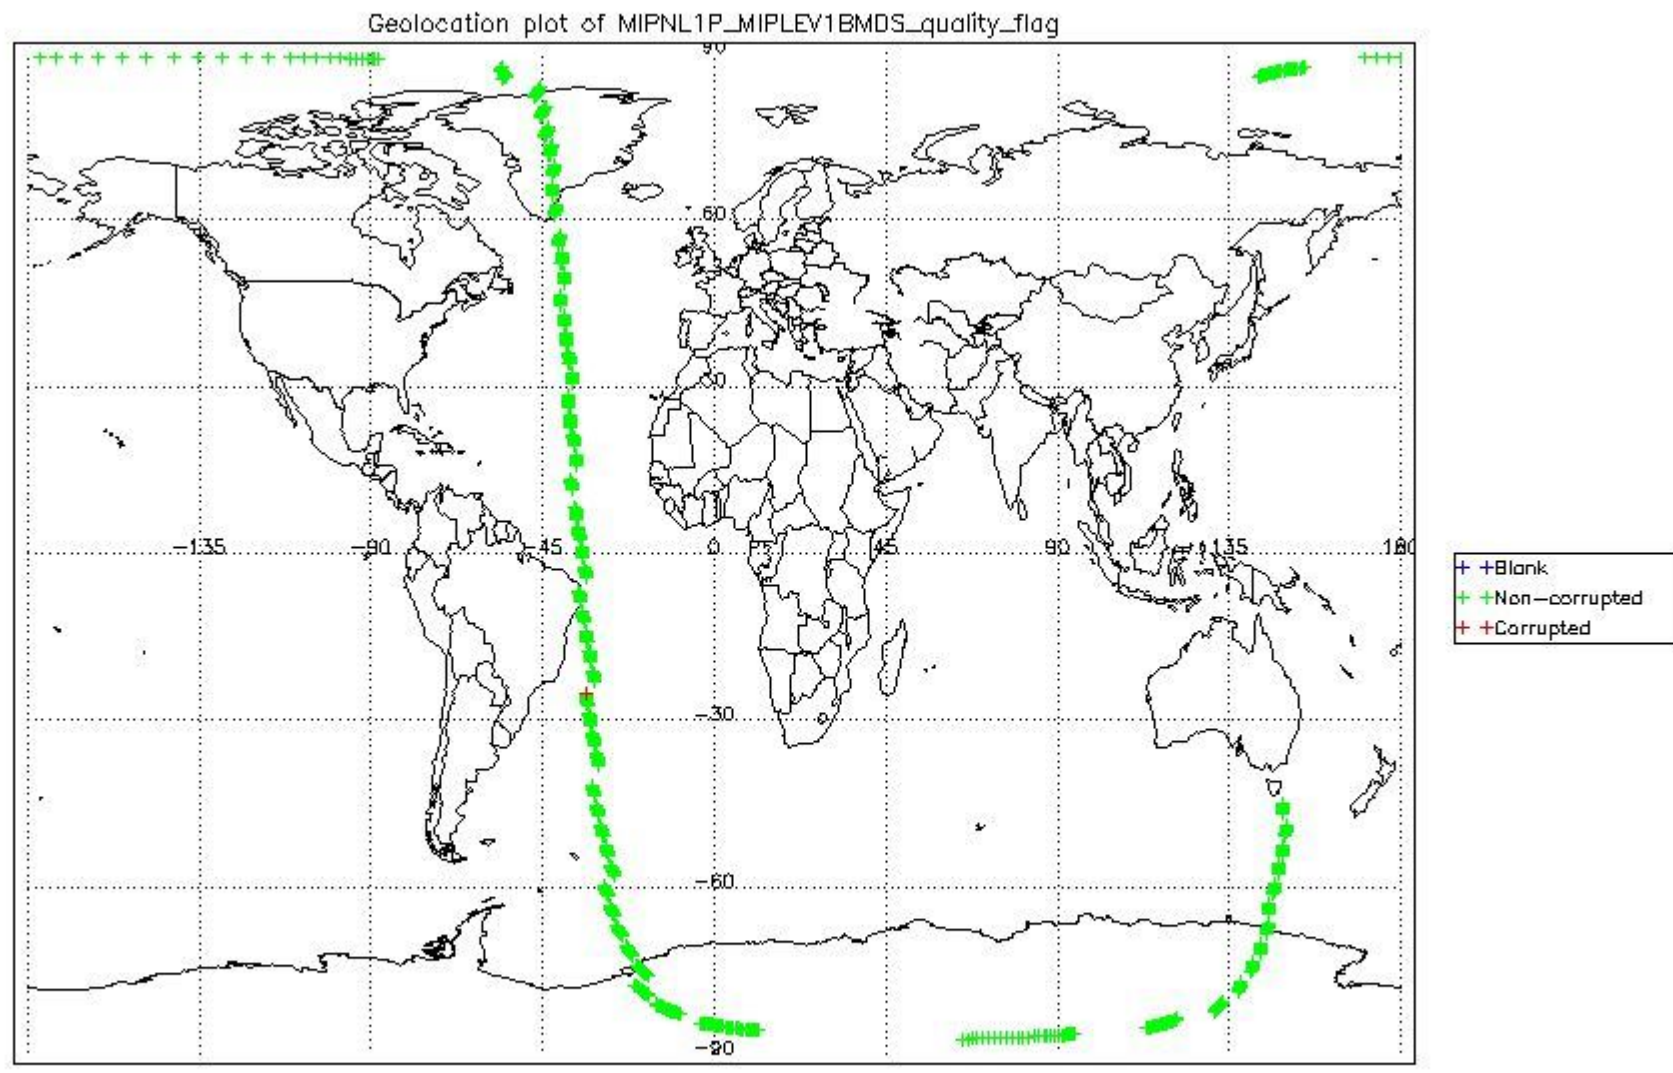 Geolocation plot of MIPNL1P_MIPLEV1BMDS_quality_flag
90
60
30
-135 -90 -45 0 45 90 135 180
-30
-60
-90
+ +Blank
+ +Non-corrupted
+ +Corrupted